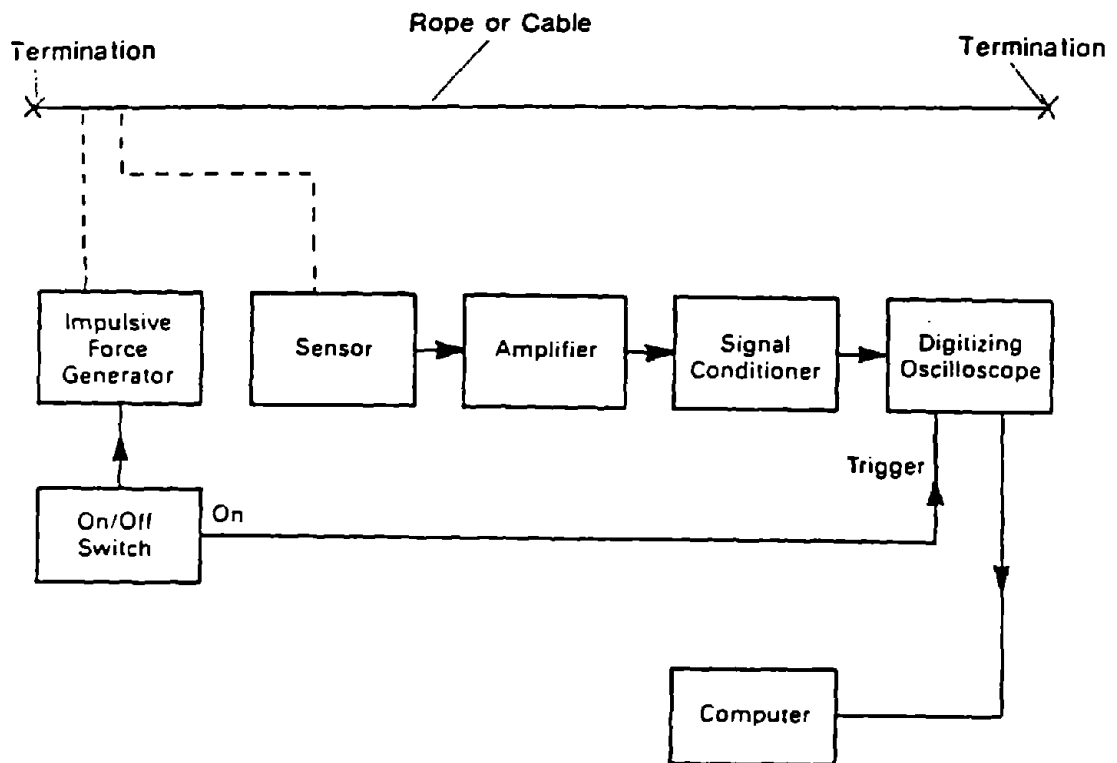 Rope or Cable
Termination
Termination
Impulsive
Force
Generator
Sensor
Amplifier
Signal
Conditioner
Digitizing
Oscilloscope
Trigger
On/Off
Switch
On
Computer